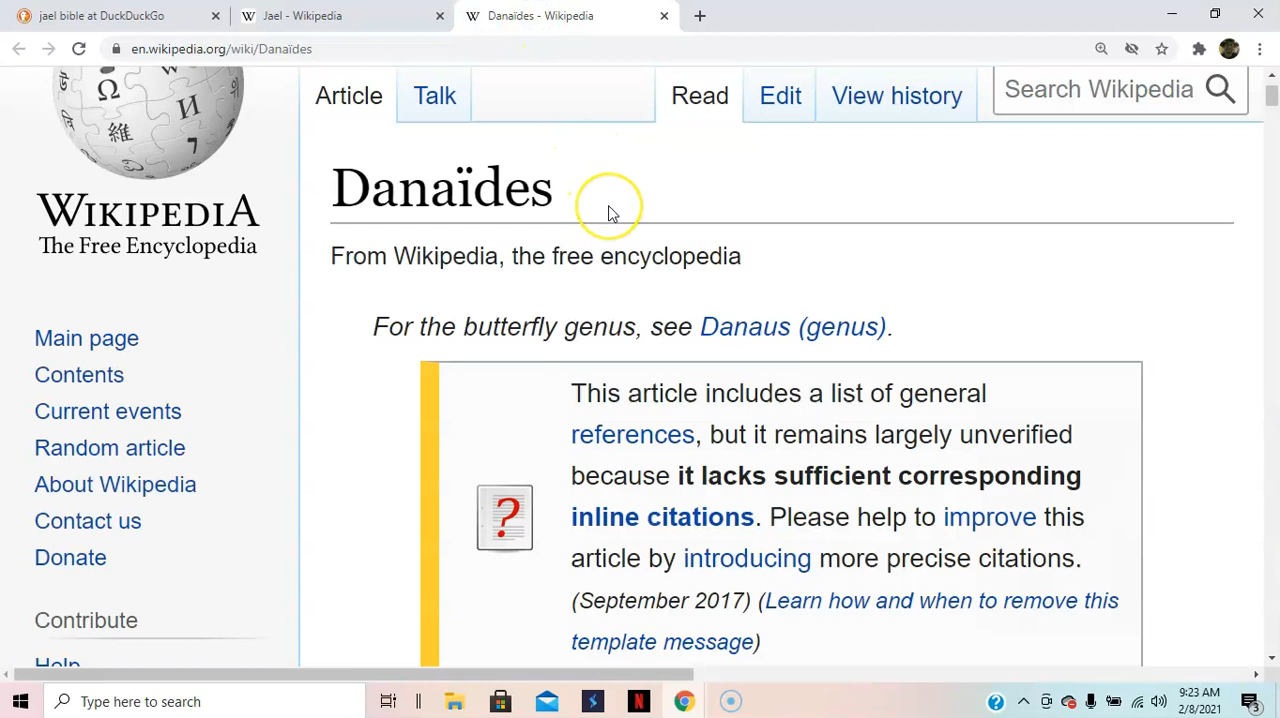 jael bible at DuckDuckGo
Jael - Wikipedia
Danaïdes - Wikipedia
en.wikipedia.org/wiki/Danaïdes
Article
Talk
Read
Edit
View history
Search Wikipedia
Ω
И
維
7
WIKIPEDIA
The Free Encyclopedia
Danaïdes
From Wikipedia, the free encyclopedia
For the butterfly genus, see Danaus (genus).
This article includes a list of general
references, but it remains largely unverified
because it lacks sufficient corresponding
inline citations. Please help to improve this
article by introducing more precise citations.
(September 2017) (Learn how and when to remove this
template message)
?
Main page
Contents
Current events
Random article
About Wikipedia
Contact us
Donate
Contribute
Help
Type here to search
9:23 AM
2/8/2021
3